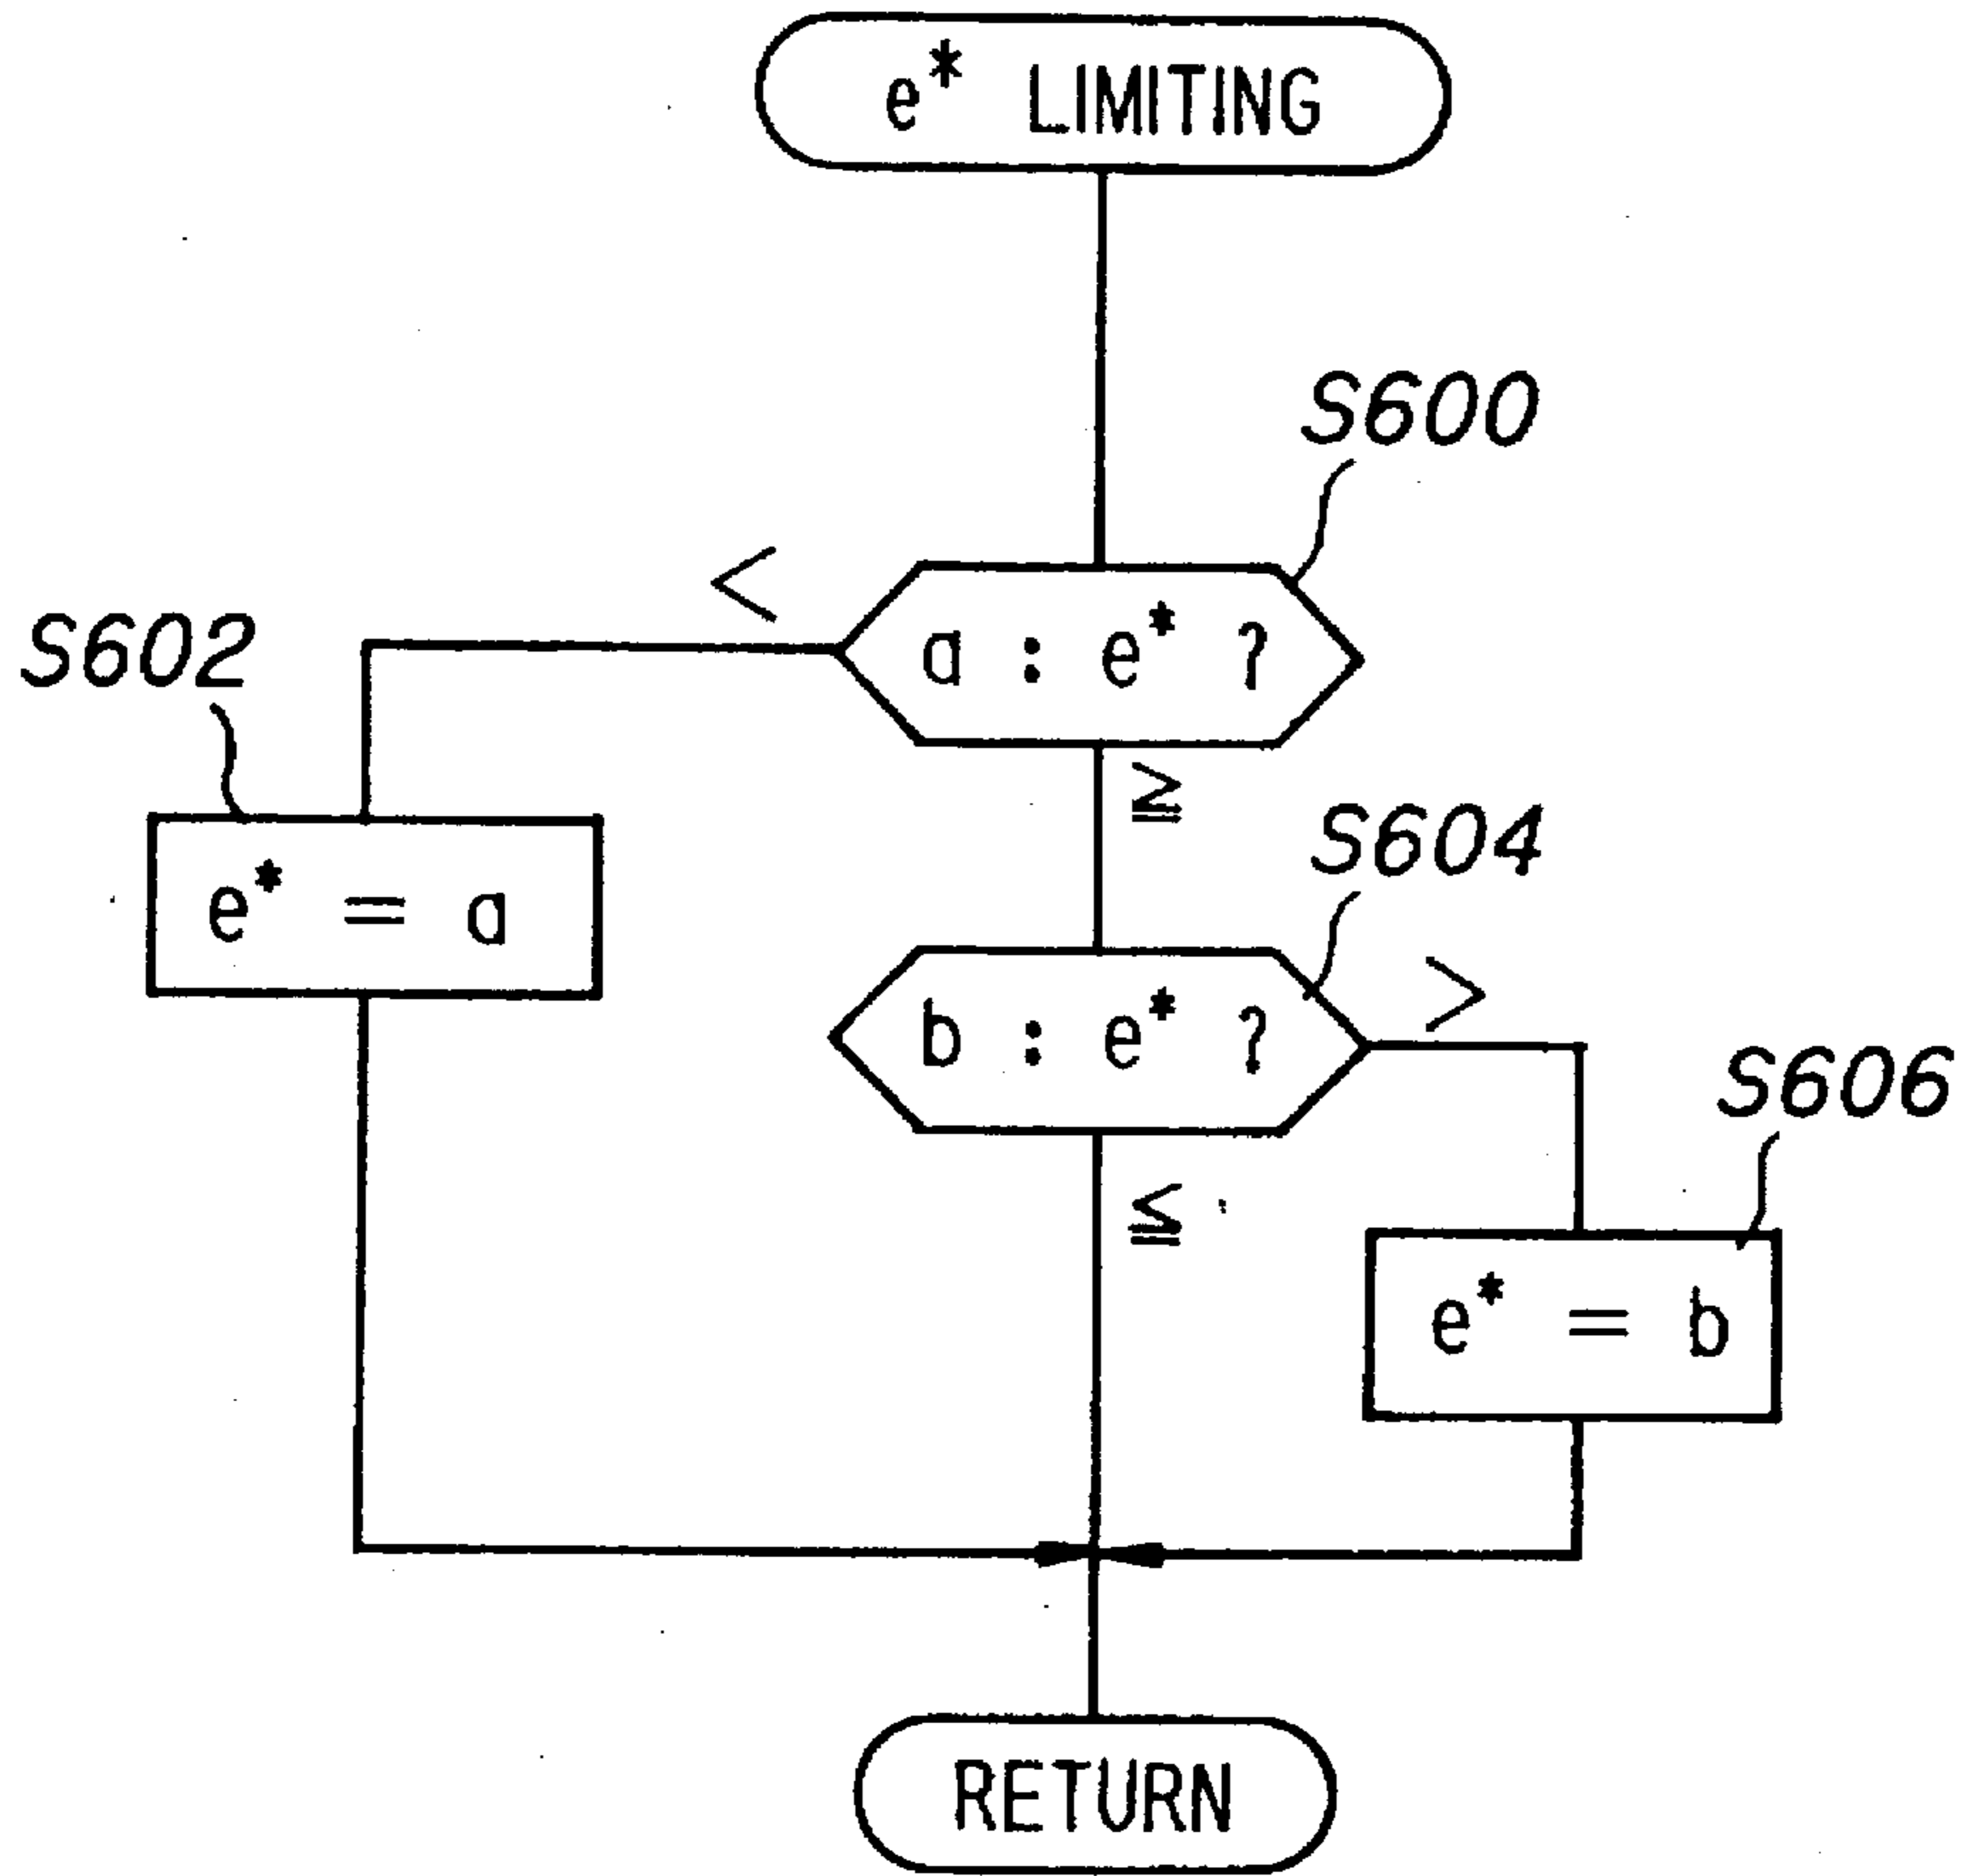 e* LIMITING
S600
<
a : e* ?
S602
≧
e* = a
S604
>
b : e* ?
S606
≦
e* = b
RETURN